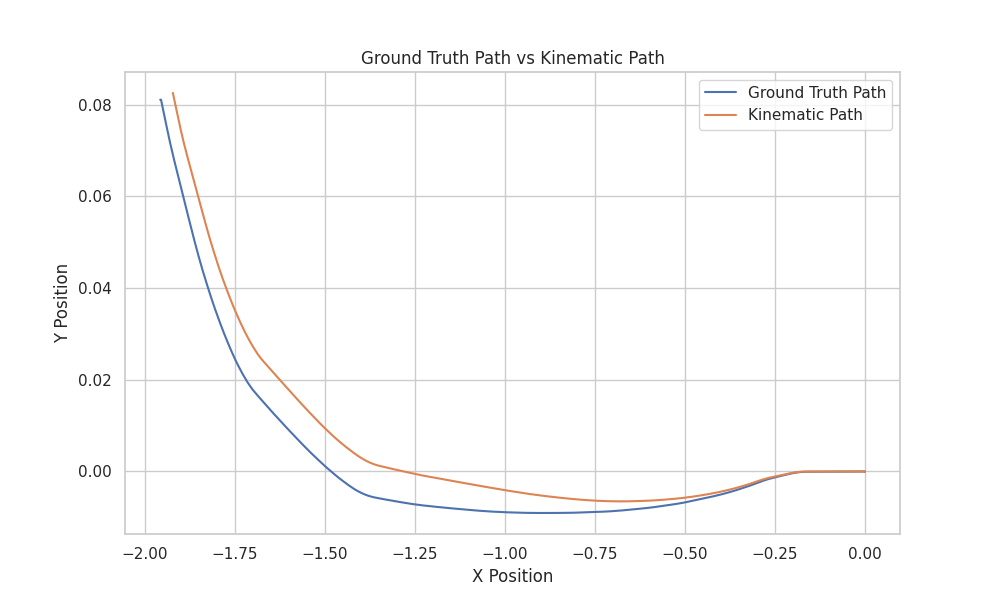 Ground Truth Path vs Kinematic Path
Ground Truth Path
Kinematic Path
Y Position
0.08
0.06
0.04
0.02
0.00
−2.00 −1.75 −1.50 −1.25 −1.00 −0.75 −0.50 −0.25 0.00
X Position